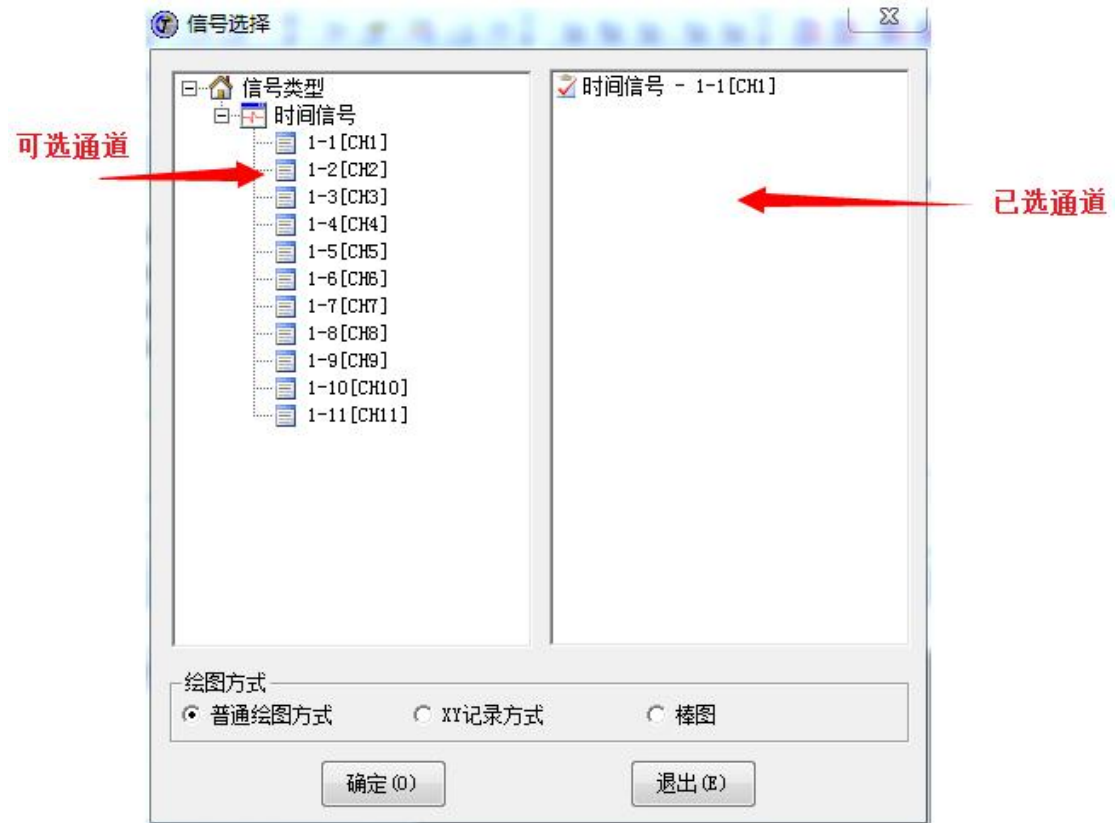 信号选择
信号类型
时间信号
1-1[CH1]
1-2[CH2]
1-3[CH3]
1-4[CH4]
1-5[CH5]
1-6[CH6]
1-7[CH7]
1-8[CH8]
1-9[CH9]
1-10[CH10]
1-11[CH11]
可选通道
时间信号 - 1-1[CH1]
已选通道
绘图方式
普通绘图方式 XY记录方式 棒图
确定(O) 退出(E)